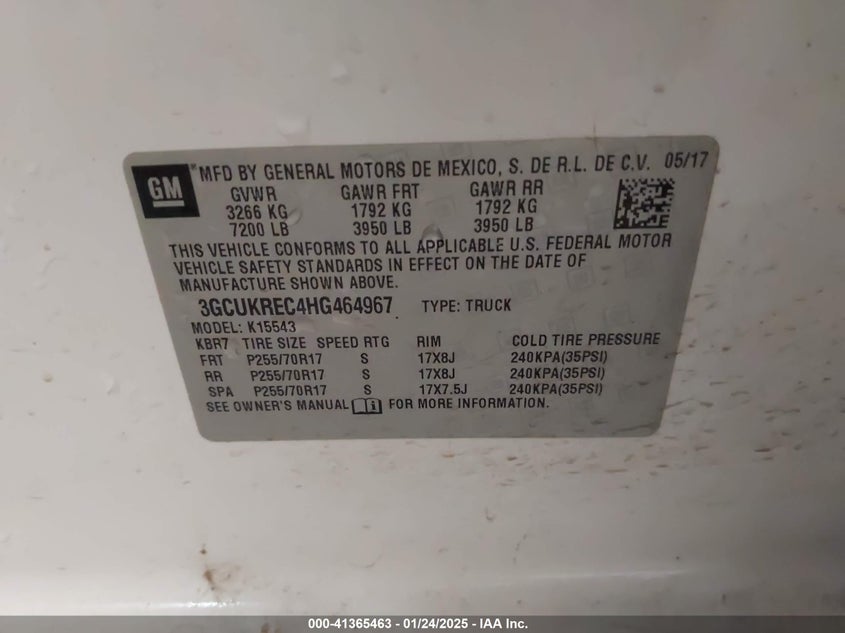 GM ® MFD BY GENERAL MOTORS DE MEXICO, S. DE R.L. DE C.V. 05/17
GVWR GAWR FRT GAWR RR
3266 KG 1792 KG 1792 KG
7200 LB 3950 LB 3950 LB
THIS VEHICLE CONFORMS TO ALL APPLICABLE U.S. FEDERAL MOTOR
VEHICLE SAFETY STANDARDS IN EFFECT ON THE DATE OF
MANUFACTURE SHOWN ABOVE.
3GCUKREC4HG464967 TYPE: TRUCK
MODEL: K15543
KBR7 TIRE SIZE SPEED RTG RIM COLD TIRE PRESSURE
FRT P255/70R17 S 17X8J 240KPA(35PSI)
RR P255/70R17 S 17X8J 240KPA(35PSI)
SPA P255/70R17 S 17X7.5J 240KPA(35PSI)
SEE OWNER'S MANUAL FOR MORE INFORMATION.
000-41365463 - 01/24/2025 - IAA Inc.